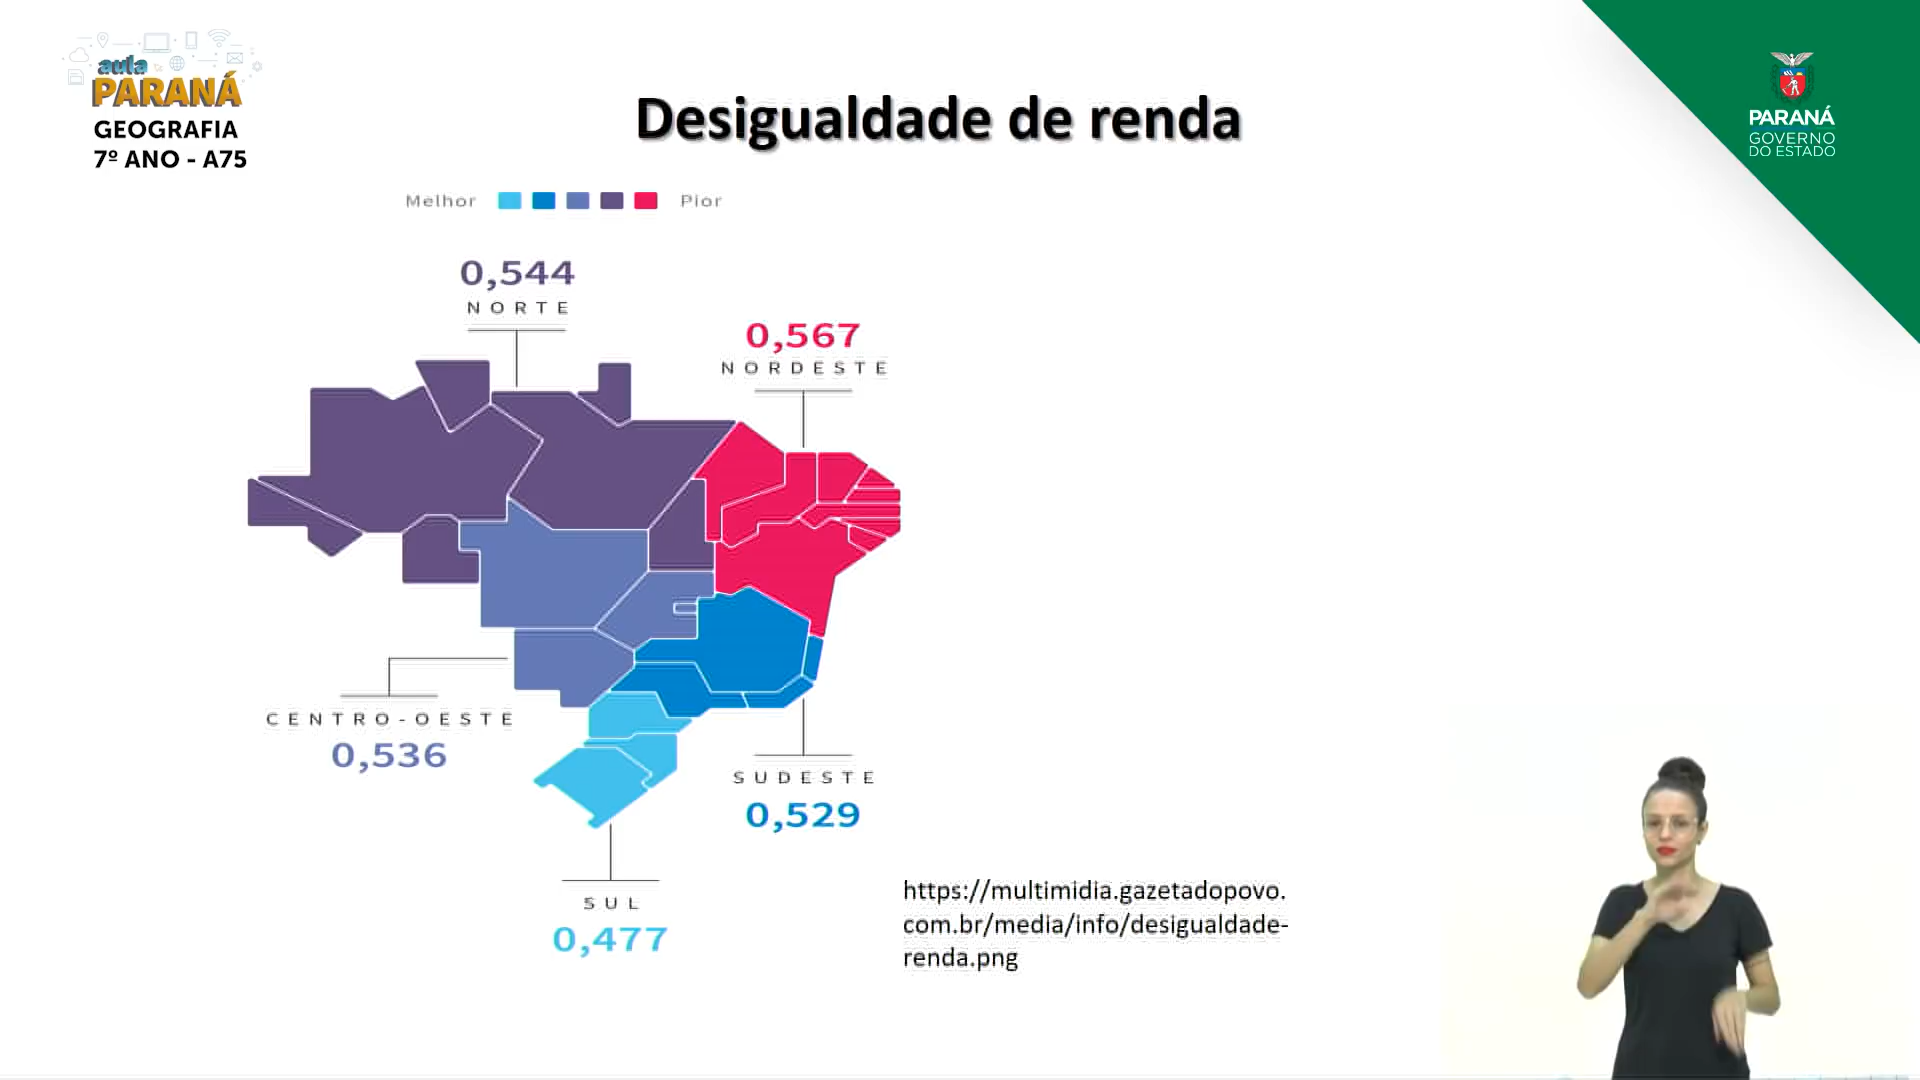 aula
PARANÁ
GEOGRAFIA
7º ANO - A75
Desigualdade de renda
PARANÁ
GOVERNO
DO ESTADO
Melhor
Pior
0,544
NORTE
0,567
NORDESTE
CENTRO-OESTE
0,536
SUDESTE
0,529
SUL
0,477
https://multimidia.gazetadopovo.
com.br/media/info/desigualdade-
renda.png